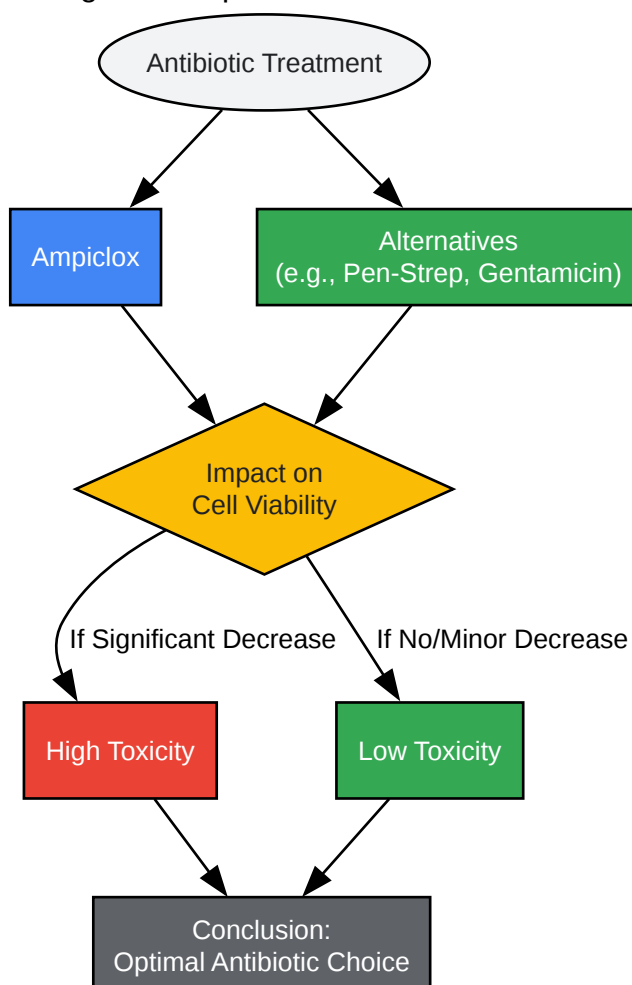 Antibiotic Treatment
Ampiclox
Alternatives
(e.g., Pen-Strep, Gentamicin)
Impact on
Cell Viability
If Significant Decrease
If No/Minor Decrease
High Toxicity
Low Toxicity
Conclusion:
Optimal Antibiotic Choice